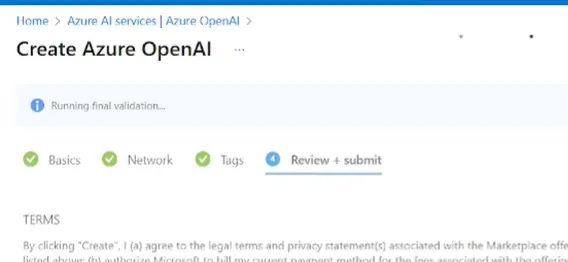 Home > Azure AI services | Azure OpenAI >
Create Azure OpenAI ...
Running final validation...
Basics Network Tags 4 Review + submit
TERMS
By clicking "Create", I (a) agree to the legal terms and privacy statement(s) associated with the Marketplace offe
listed above; (b) authorize Microsoft to bill my current payment method for the fees associated with the offering